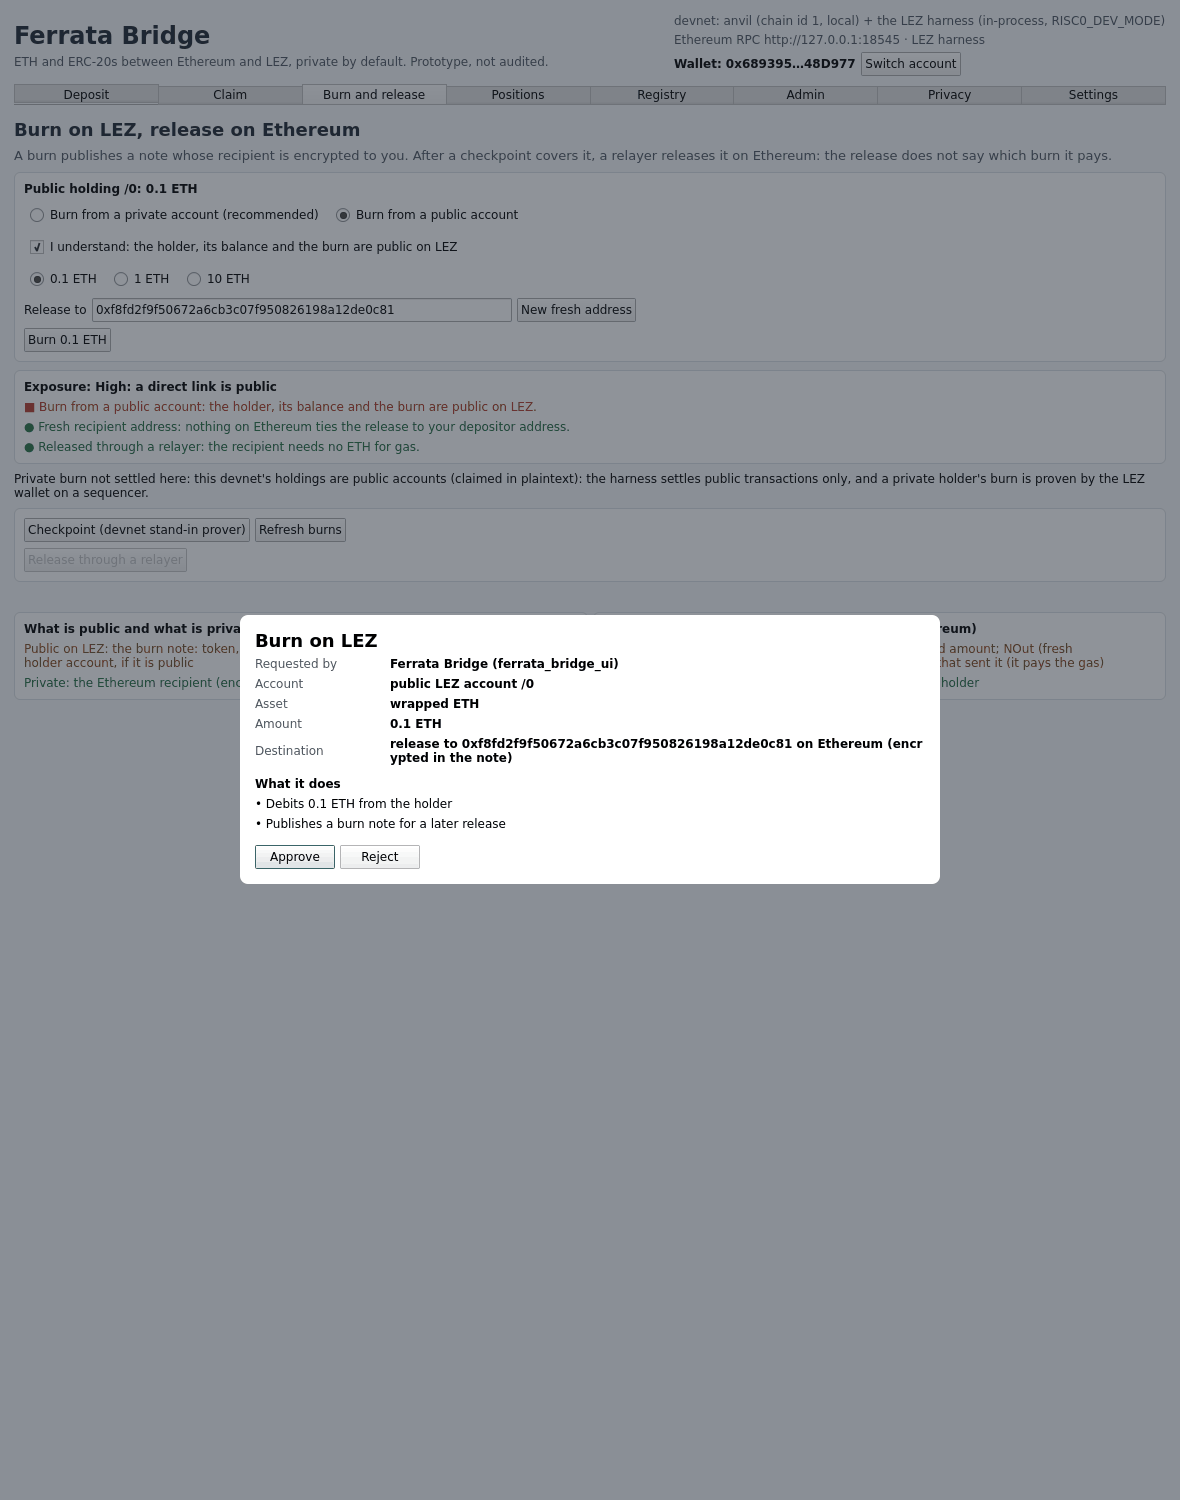 Ferrata Bridge
ETH and ERC-20s between Ethereum and LEZ, private by default. Prototype, not audited.
devnet: anvil (chain id 1, local) + the LEZ harness (in-process, RISC0_DEV_MODE)
Ethereum RPC http://127.0.0.1:18545 · LEZ harness
Wallet: 0x689395...48D977 Switch account
Deposit Claim Burn and release Positions Registry Admin Privacy Settings
Burn on LEZ, release on Ethereum
A burn publishes a note whose recipient is encrypted to you. After a checkpoint covers it, a relayer releases it on Ethereum: the release does not say which burn it pays.
Public holding /0: 0.1 ETH
Burn from a private account (recommended) Burn from a public account
I understand: the holder, its balance and the burn are public on LEZ
0.1 ETH 1 ETH 10 ETH
Release to 0xf8fd2f9f50672a6cb3c07f950826198a12de0c81 New fresh address
Burn 0.1 ETH
Exposure: High: a direct link is public
■ Burn from a public account: the holder, its balance and the burn are public on LEZ.
● Fresh recipient address: nothing on Ethereum ties the release to your depositor address.
● Released through a relayer: the recipient needs no ETH for gas.
Private burn not settled here: this devnet's holdings are public accounts (claimed in plaintext): the harness settles public transactions only, and a private holder's burn is proven by the LEZ
wallet on a sequencer.
Checkpoint (devnet stand-in prover) Refresh burns
Release through a relayer
What is public and what is priva
Public on LEZ: the burn note: token,
holder account, if it is public
Private: the Ethereum recipient (enc
reum)
d amount; NOut (fresh
that sent it (it pays the gas)
holder
Burn on LEZ
Requested by Ferrata Bridge (ferrata_bridge_ui)
Account public LEZ account /0
Asset wrapped ETH
Amount 0.1 ETH
Destination release to 0xf8fd2f9f50672a6cb3c07f950826198a12de0c81 on Ethereum (encr
ypted in the note)
What it does
• Debits 0.1 ETH from the holder
• Publishes a burn note for a later release
Approve Reject